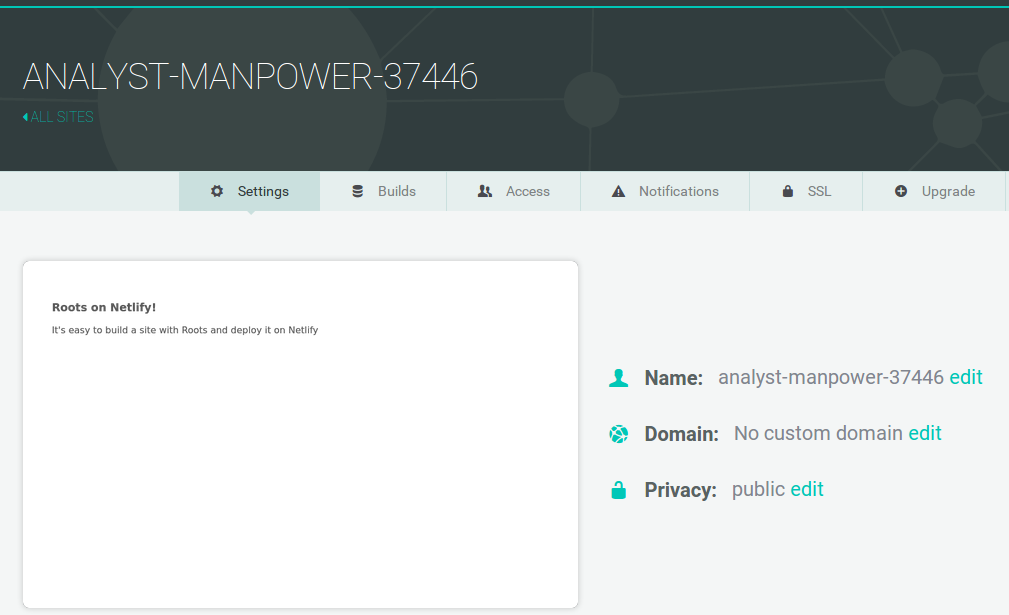 ANALYST-MANPOWER-37446
ALL SITES
Settings Builds Access Notifications SSL Upgrade
Roots on Netlify!
It's easy to build a site with Roots and deploy it on Netlify
Name: analyst-manpower-37446 edit
Domain: No custom domain edit
Privacy: public edit